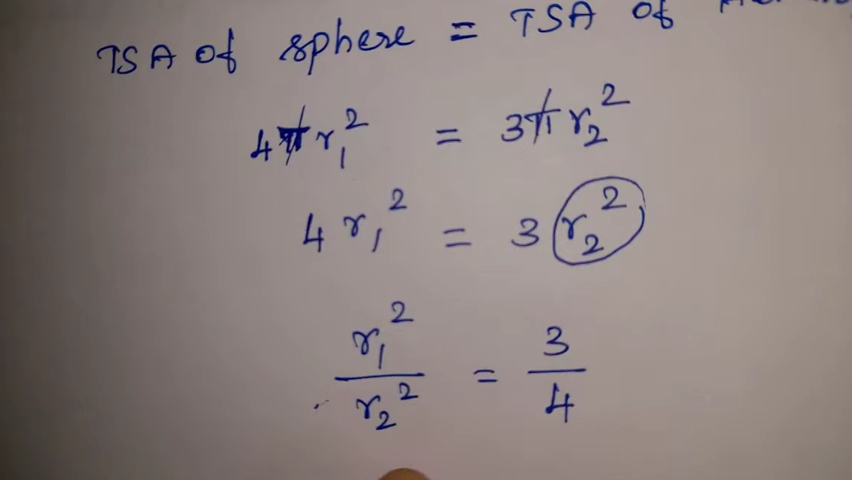 TSA of sphere = TSA of
4πr₁² = 3πr₂²
4r₁² = 3r₂²
r₁²/r₂² = 3/4